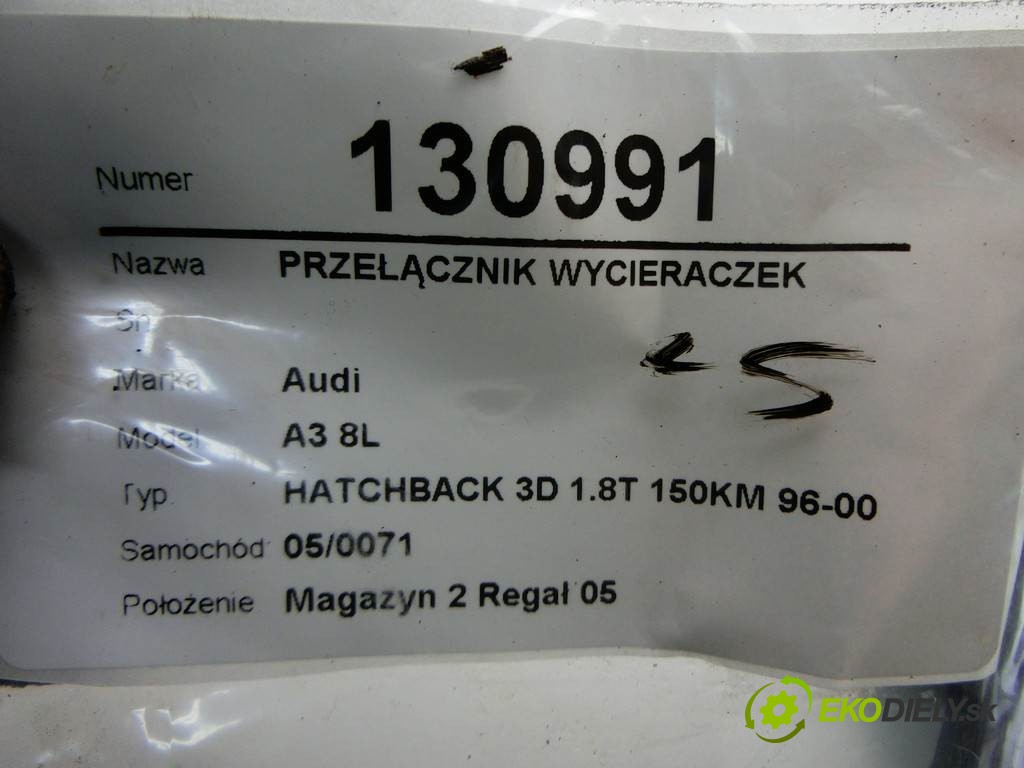 Numer 130991
Nazwa PRZEŁĄCZNIK WYCIERACZEK
Sn
Marka Audi
Model A3 8L
Typ HATCHBACK 3D 1.8T 150KM 96-00
Samochód 05/0071
Położenie Magazyn 2 Regał 05
EKODIELY.sk